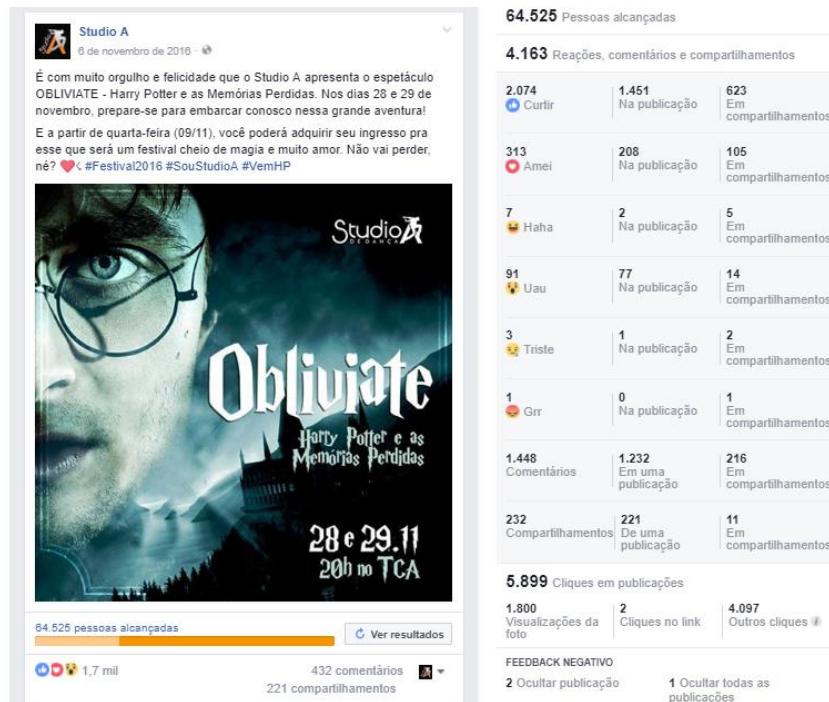 Studio A
6 de novembro de 2016 ·
É com muito orgulho e felicidade que o Studio A apresenta o espetáculo
OBLIVIATE - Harry Potter e as Memórias Perdidas. Nos dias 28 e 29 de
novembro, prepare-se para embarcar conosco nessa grande aventura!
E a partir de quarta-feira (09/11), você poderá adquirir seu ingresso pra
esse que será um festival cheio de magia e muito amor. Não vai perder,
né? #Festival2016 #SouStudioA #VemHP
Studio A
DE DANÇA
Obliviate
Harry Potter e as
Memórias Perdidas
28 e 29.11
20h no TCA
64.525 pessoas alcançadas
Ver resultados
1,7 mil
432 comentários
221 compartilhamentos
64.525 Pessoas alcançadas
4.163 Reações, comentários e compartilhamentos
2.074 1.451 623
Curtir Na publicação Em
compartilhamentos
313 208 105
Amei Na publicação Em
compartilhamentos
7 2 5
Haha Na publicação Em
compartilhamentos
91 77 14
Uau Na publicação Em
compartilhamentos
3 1 2
Triste Na publicação Em
compartilhamentos
1 0 1
Grr Na publicação Em
compartilhamentos
1.448 1.232 216
Comentários Em uma Em
publicação compartilhamentos
232 221 11
Compartilhamentos De uma Em
publicação compartilhamentos
5.899 Cliques em publicações
1.800 2 4.097
Visualizações da Cliques no link Outros cliques i
foto
FEEDBACK NEGATIVO
2 Ocultar publicação 1 Ocultar todas as
publicações